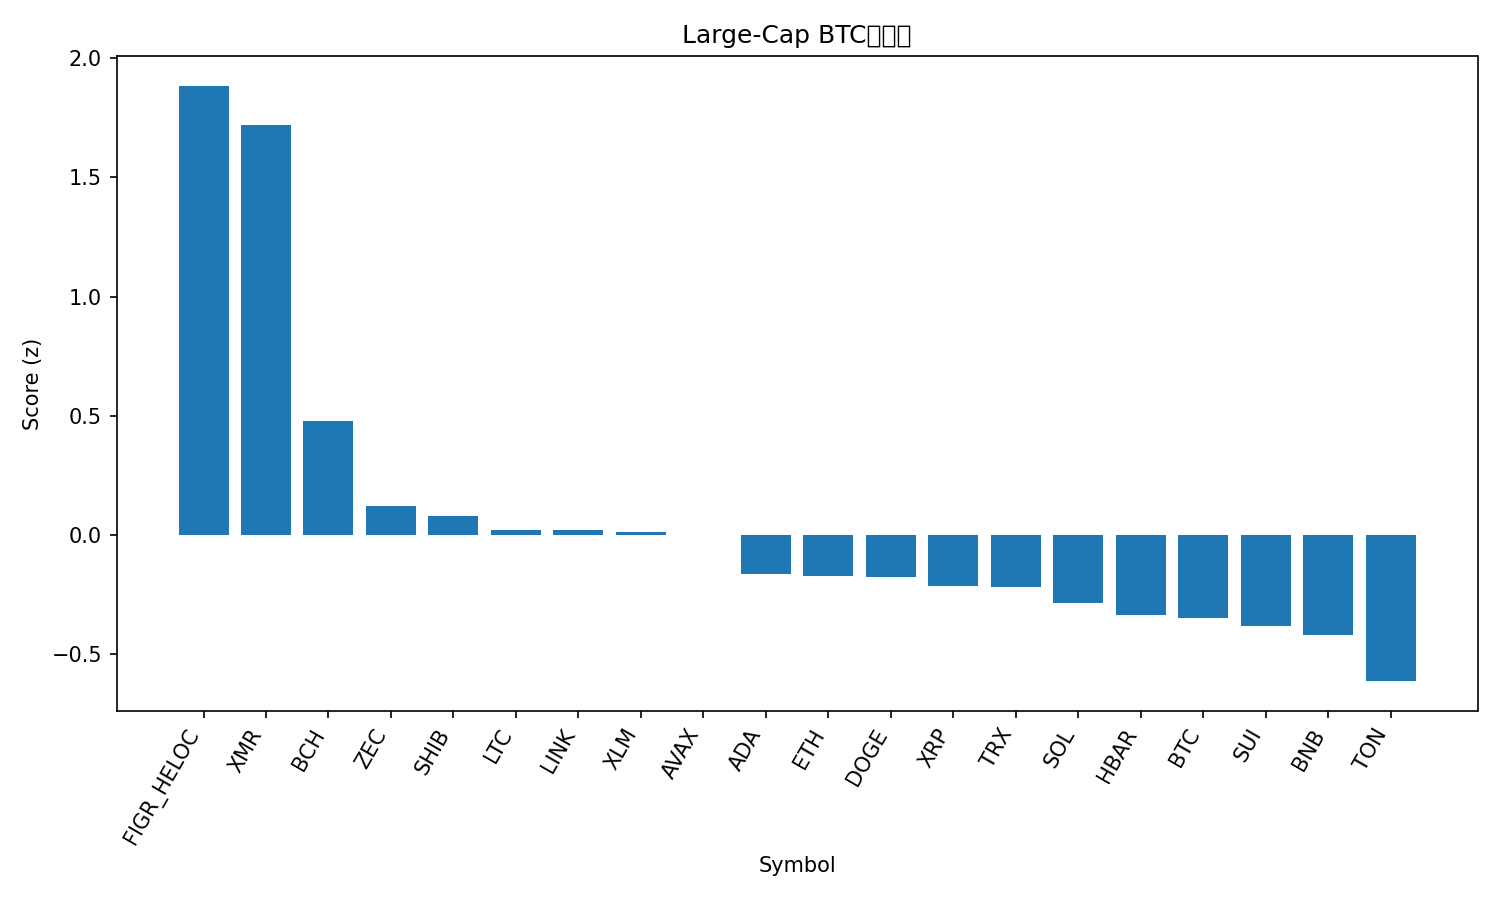 Large-Cap BTC
Score (z)
2.0
1.5
1.0
0.5
0.0
−0.5
FIGR_HELOC
XMR
BCH
ZEC
SHIB
LTC
LINK
XLM
AVAX
ADA
ETH
DOGE
XRP
TRX
SOL
HBAR
BTC
SUI
BNB
TON
Symbol